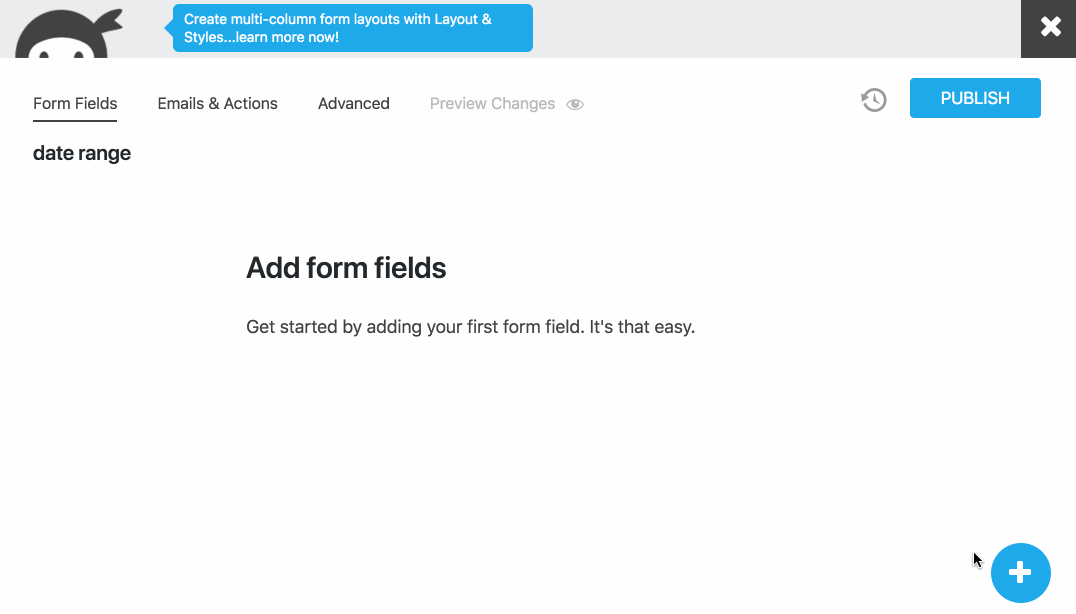 Create multi-column form layouts with Layout &
Styles...learn more now!
Form Fields
Emails & Actions
Advanced
Preview Changes
PUBLISH
date range
Add form fields
Get started by adding your first form field. It's that easy.